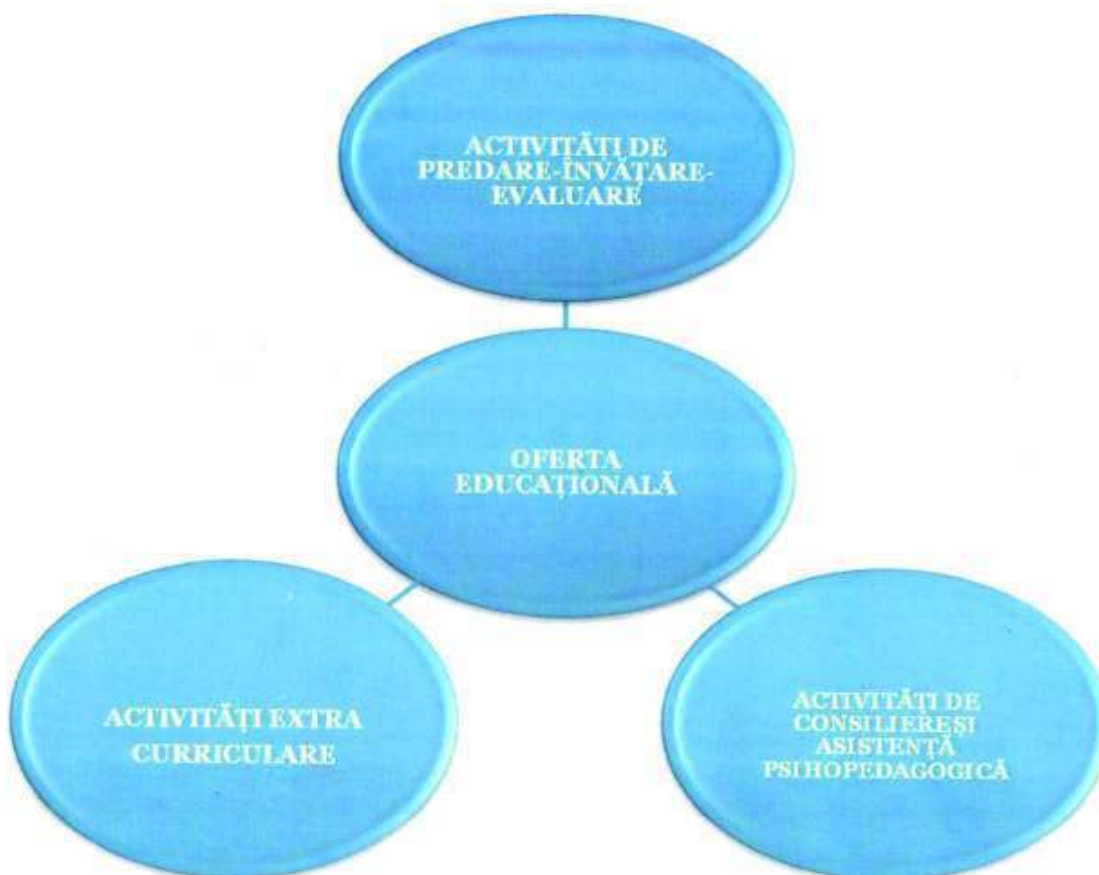 ACTIVITĂȚI DE
PREDARE-ÎNVĂȚARE-
EVALUARE
OFERTA
EDUCAȚIONALĂ
ACTIVITĂȚI EXTRA
CURRICULARE
ACTIVITĂȚI DE
CONSILIEREȘI
ASISTENȚĂ
PSIHOPEDAGOGICĂ